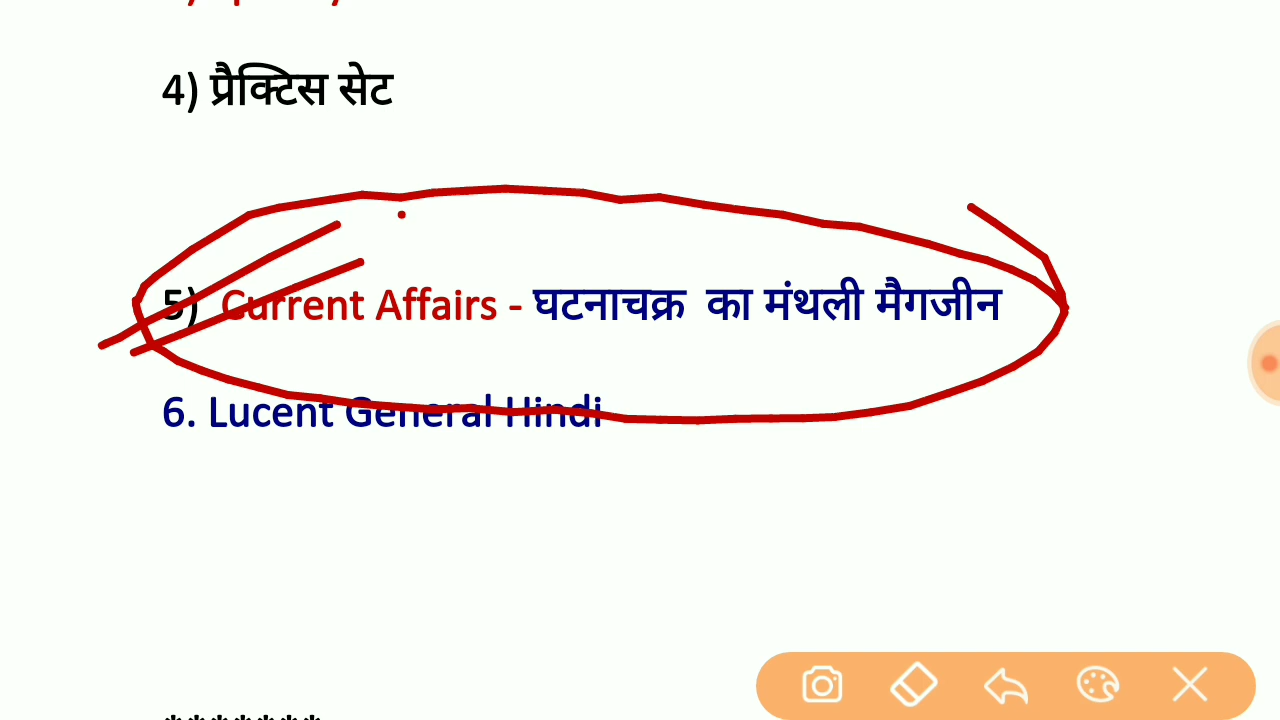 4) प्रैक्टिस सेट
5) Current Affairs - घटनाचक्र का मंथली मैगजीन
6. Lucent General Hindi
*******